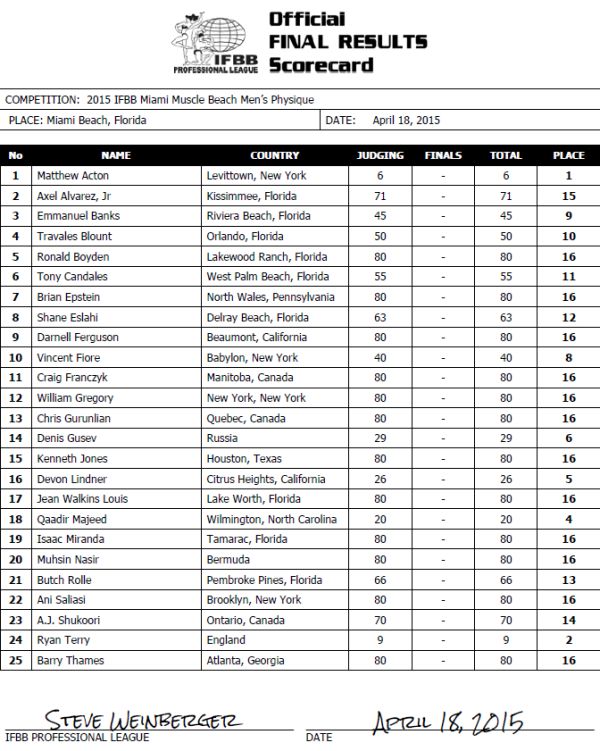 Official
FINAL RESULTS
Scorecard
IFBB
PROFESSIONAL LEAGUE
COMPETITION: 2015 IFBB Miami Muscle Beach Men's Physique
PLACE: Miami Beach, Florida DATE: April 18, 2015
No NAME COUNTRY JUDGING FINALS TOTAL PLACE
1 Matthew Acton Levittown, New York 6 - 6 1
2 Axel Alvarez, Jr Kissimmee, Florida 71 - 71 15
3 Emmanuel Banks Riviera Beach, Florida 45 - 45 9
4 Travales Blount Orlando, Florida 50 - 50 10
5 Ronald Boyden Lakewood Ranch, Florida 80 - 80 16
6 Tony Candales West Palm Beach, Florida 55 - 55 11
7 Brian Epstein North Wales, Pennsylvania 80 - 80 16
8 Shane Eslahi Delray Beach, Florida 63 - 63 12
9 Darnell Ferguson Beaumont, California 80 - 80 16
10 Vincent Fiore Babylon, New York 40 - 40 8
11 Craig Franczyk Manitoba, Canada 80 - 80 16
12 William Gregory New York, New York 80 - 80 16
13 Chris Gurunlian Quebec, Canada 80 - 80 16
14 Denis Gusev Russia 29 - 29 6
15 Kenneth Jones Houston, Texas 80 - 80 16
16 Devon Lindner Citrus Heights, California 26 - 26 5
17 Jean Walkins Louis Lake Worth, Florida 80 - 80 16
18 Qaadir Majeed Wilmington, North Carolina 20 - 20 4
19 Isaac Miranda Tamarac, Florida 80 - 80 16
20 Muhsin Nasir Bermuda 80 - 80 16
21 Butch Rolle Pembroke Pines, Florida 66 - 66 13
22 Ani Saliasi Brooklyn, New York 80 - 80 16
23 A.J. Shukoori Ontario, Canada 70 - 70 14
24 Ryan Terry England 9 - 9 2
25 Barry Thames Atlanta, Georgia 80 - 80 16
STEVE WEINBERGER APRIL 18, 2015
IFBB PROFESSIONAL LEAGUE DATE